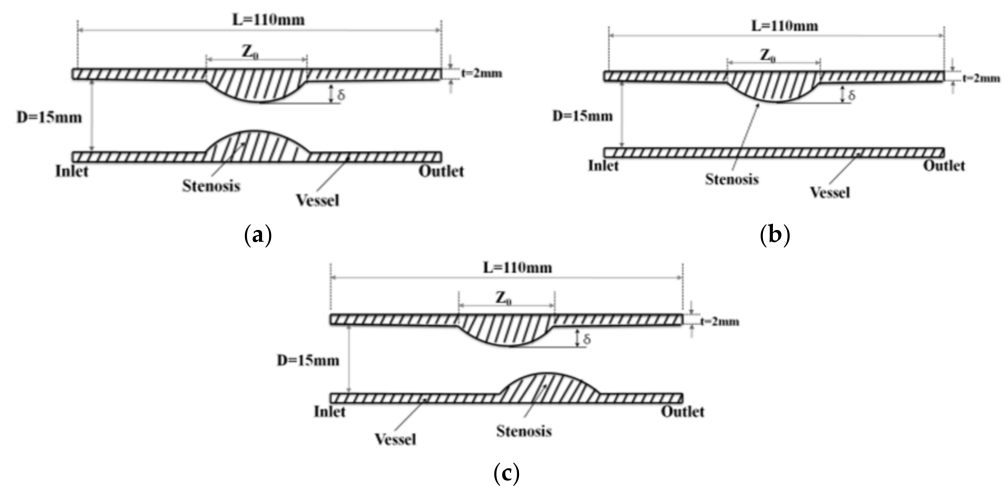 L=110mm
Z₀
t=2mm
δ
D=15mm
Inlet
Outlet
Stenosis
Vessel
(a)
L=110mm
Z₀
t=2mm
δ
D=15mm
Inlet
Outlet
Stenosis
Vessel
(b)
L=110mm
Z₀
t=2mm
δ
D=15mm
Inlet
Outlet
Vessel
Stenosis
(c)